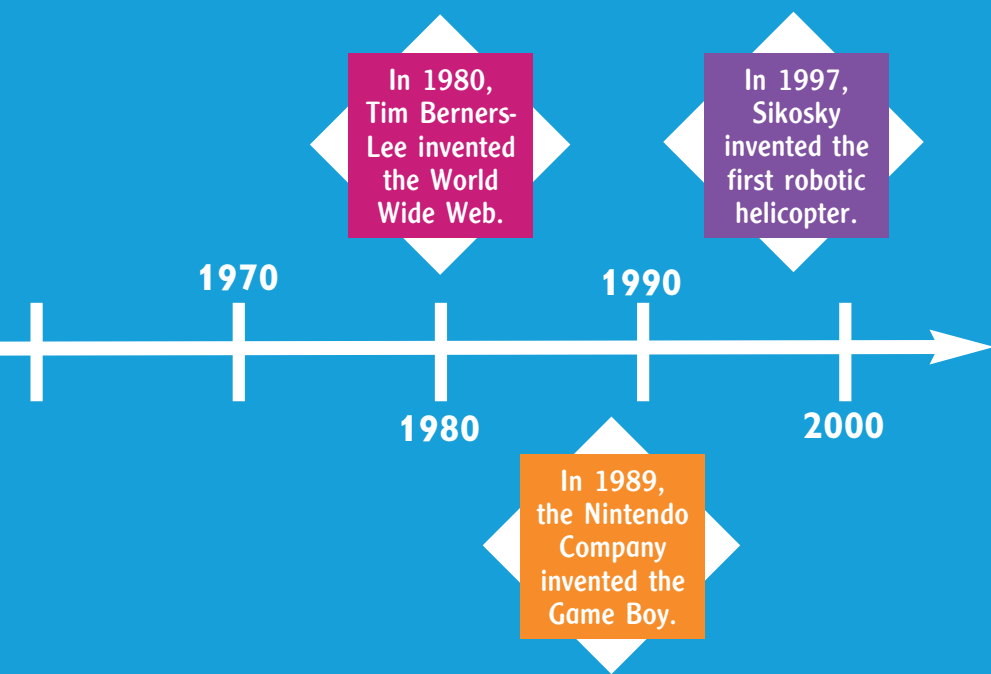 In 1980,
Tim Berners-
Lee invented
the World
Wide Web.
In 1997,
Sikosky
invented the
first robotic
helicopter.
1970
1990
1980
2000
In 1989,
the Nintendo
Company
invented the
Game Boy.